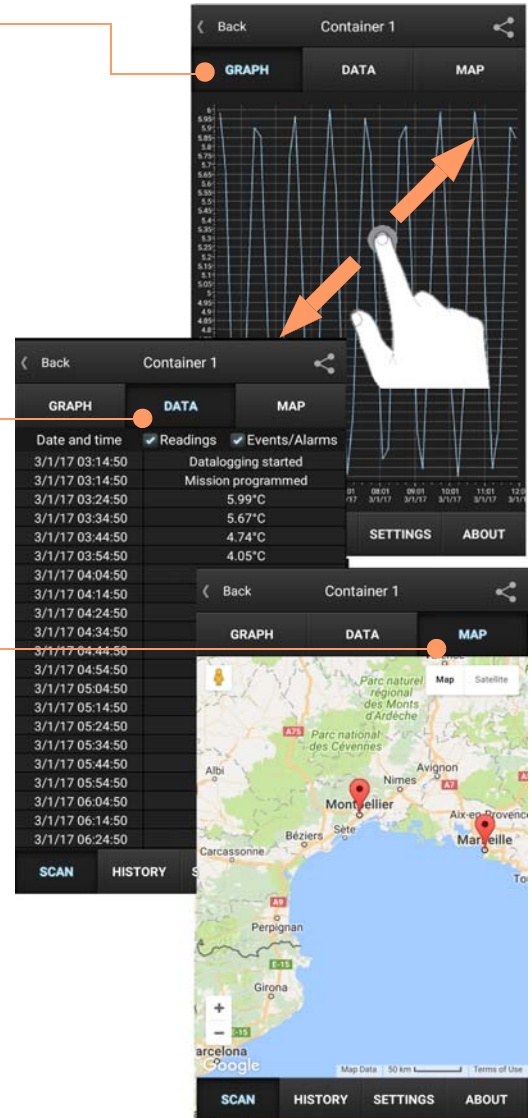 Back Container 1
GRAPH DATA MAP
6
5.95
5.9
5.85
5.8
5.75
5.7
5.65
5.6
5.55
5.5
5.45
5.4
5.35
5.3
5.25
5.2
5.15
5.1
5.05
5
4.95
4.9
4.85
4.8
08:01 09:01 10:01 11:01
3/1/17 3/1/17 3/1/17 3/1/17
SETTINGS ABOUT
Back Container 1
GRAPH DATA MAP
Date and time Readings Events/Alarms
3/1/17 03:14:50 Datalogging started
3/1/17 03:14:50 Mission programmed
3/1/17 03:24:50 5.99°C
3/1/17 03:34:50 5.67°C
3/1/17 03:44:50 4.74°C
3/1/17 03:54:50 4.05°C
3/1/17 04:04:50
3/1/17 04:14:50
3/1/17 04:24:50
3/1/17 04:34:50
3/1/17 04:44:50
3/1/17 04:54:50
3/1/17 05:04:50
3/1/17 05:14:50
3/1/17 05:24:50
3/1/17 05:34:50
3/1/17 05:44:50
3/1/17 05:54:50
3/1/17 06:04:50
3/1/17 06:14:50
3/1/17 06:24:50
SCAN HISTORY S
Back Container 1
GRAPH DATA MAP
Map Satellite
Parc naturel
régional
des Monts
d'Ardèche
A75
Parc national
des Cévennes
Albi
Avignon
Nimes
A7
Montpellier
Aix-en-Provence
Sète
Béziers
Marseille
Carcassonne
To
A9
Perpignan
E-15
Girona
+
−
E-15
arcelona
Google Map Data 50 km Terms of Use
SCAN HISTORY SETTINGS ABOUT